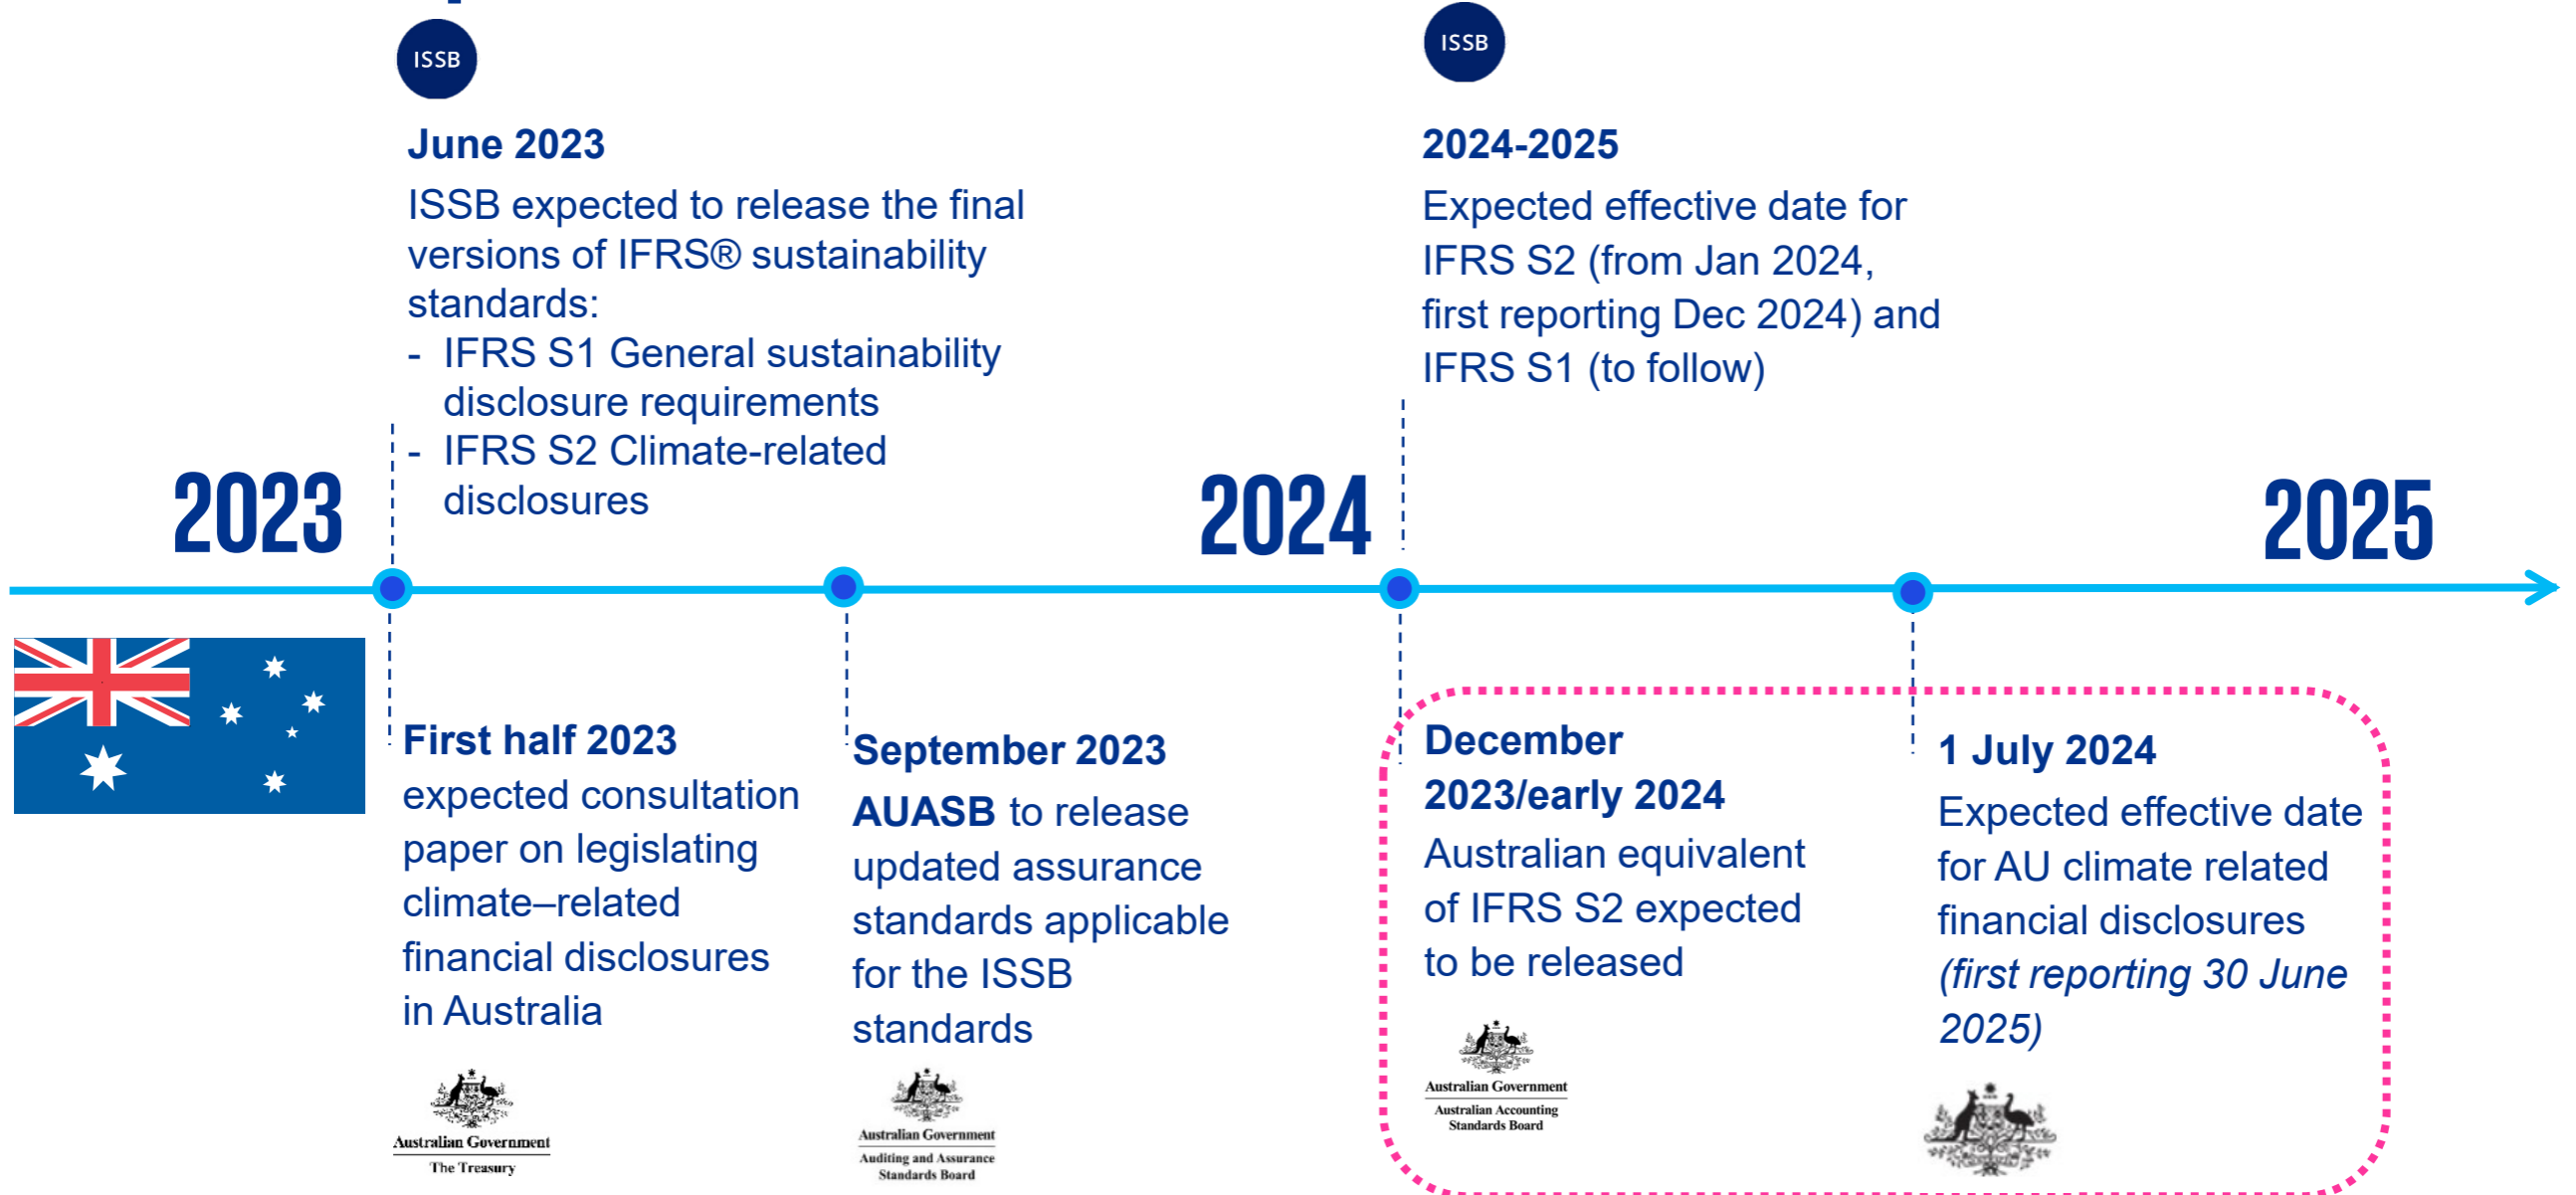 ISSB
June 2023
ISSB expected to release the final
versions of IFRS® sustainability
standards:
- IFRS S1 General sustainability
disclosure requirements
- IFRS S2 Climate-related
disclosures
ISSB
2024-2025
Expected effective date for
IFRS S2 (from Jan 2024,
first reporting Dec 2024) and
IFRS S1 (to follow)
2023
2024
2025
First half 2023
expected consultation
paper on legislating
climate–related
financial disclosures
in Australia
Australian Government
The Treasury
September 2023
AUASB to release
updated assurance
standards applicable
for the ISSB
standards
Australian Government
Auditing and Assurance
Standards Board
December
2023/early 2024
Australian equivalent
of IFRS S2 expected
to be released
Australian Government
Australian Accounting
Standards Board
1 July 2024
Expected effective date
for AU climate related
financial disclosures
(first reporting 30 June
2025)